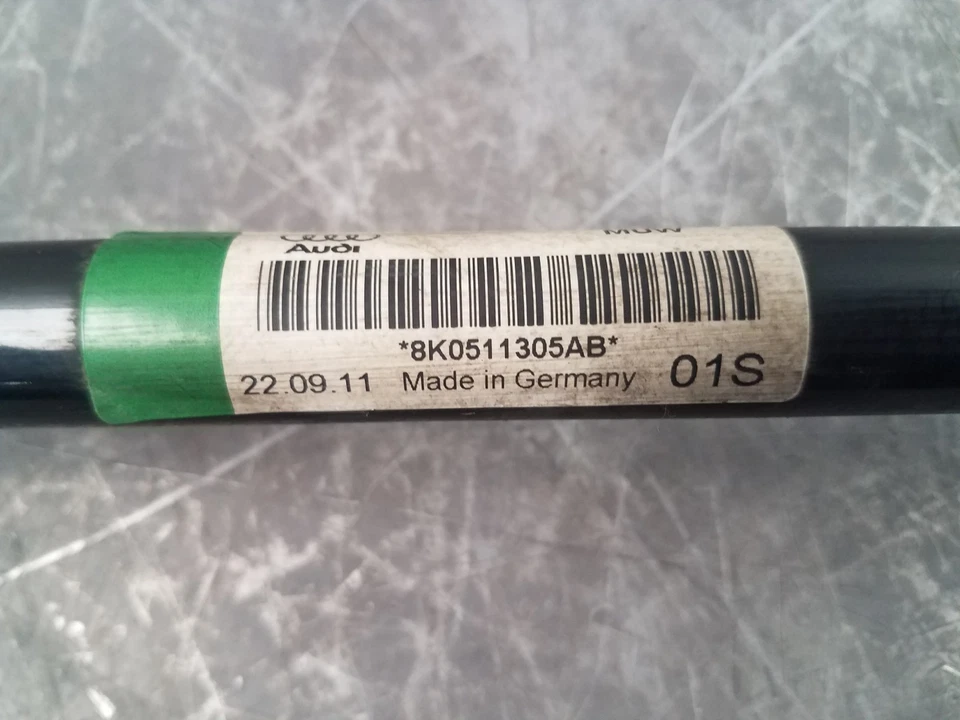 Audi
*8K0511305AB*
22.09.11 Made in Germany 01S